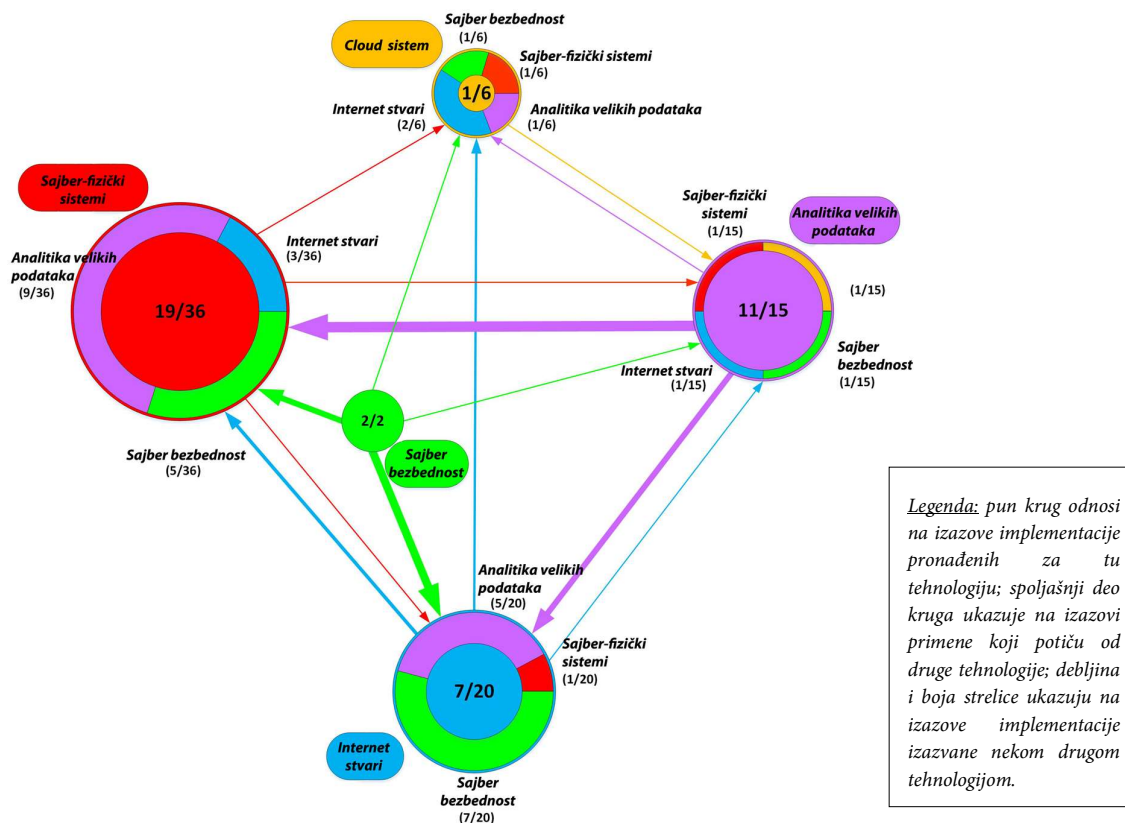 Sajber bezbednost
(1/6)
Cloud sistem
Sajber-fizički sistemi
(1/6)
1/6
Internet stvari
(2/6)
Analitika velikih podataka
(1/6)
Sajber-fizički
sistemi
Sajber-fizički
sistemi
(1/15)
Analitika velikih
podataka
Internet stvari
(3/36)
Analitika velikih
podataka
(9/36)
19/36
11/15
(1/15)
Sajber
bezbednost
(1/15)
Internet stvari
(1/15)
2/2
Sajber
bezbednost
Sajber bezbednost
(5/36)
Analitika velikih
podataka
(5/20)
Sajber-fizički
sistemi
(1/20)
7/20
Internet
stvari
Sajber
bezbednost
(7/20)
Legenda: pun krug odnosi
na izazove implementacije
pronađenih za tu
tehnologiju; spoljašnji deo
kruga ukazuje na izazovi
primene koji potiču od
druge tehnologije; debljina
i boja strelice ukazuju na
izazove implementacije
izazvane nekom drugom
tehnologijom.